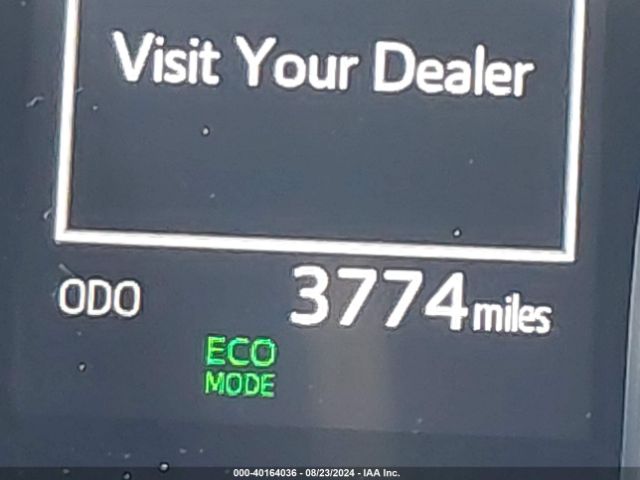 Visit Your Dealer
ODO 3774 miles
ECO
MODE
000-40164036 - 08/23/2024 - IAA Inc.